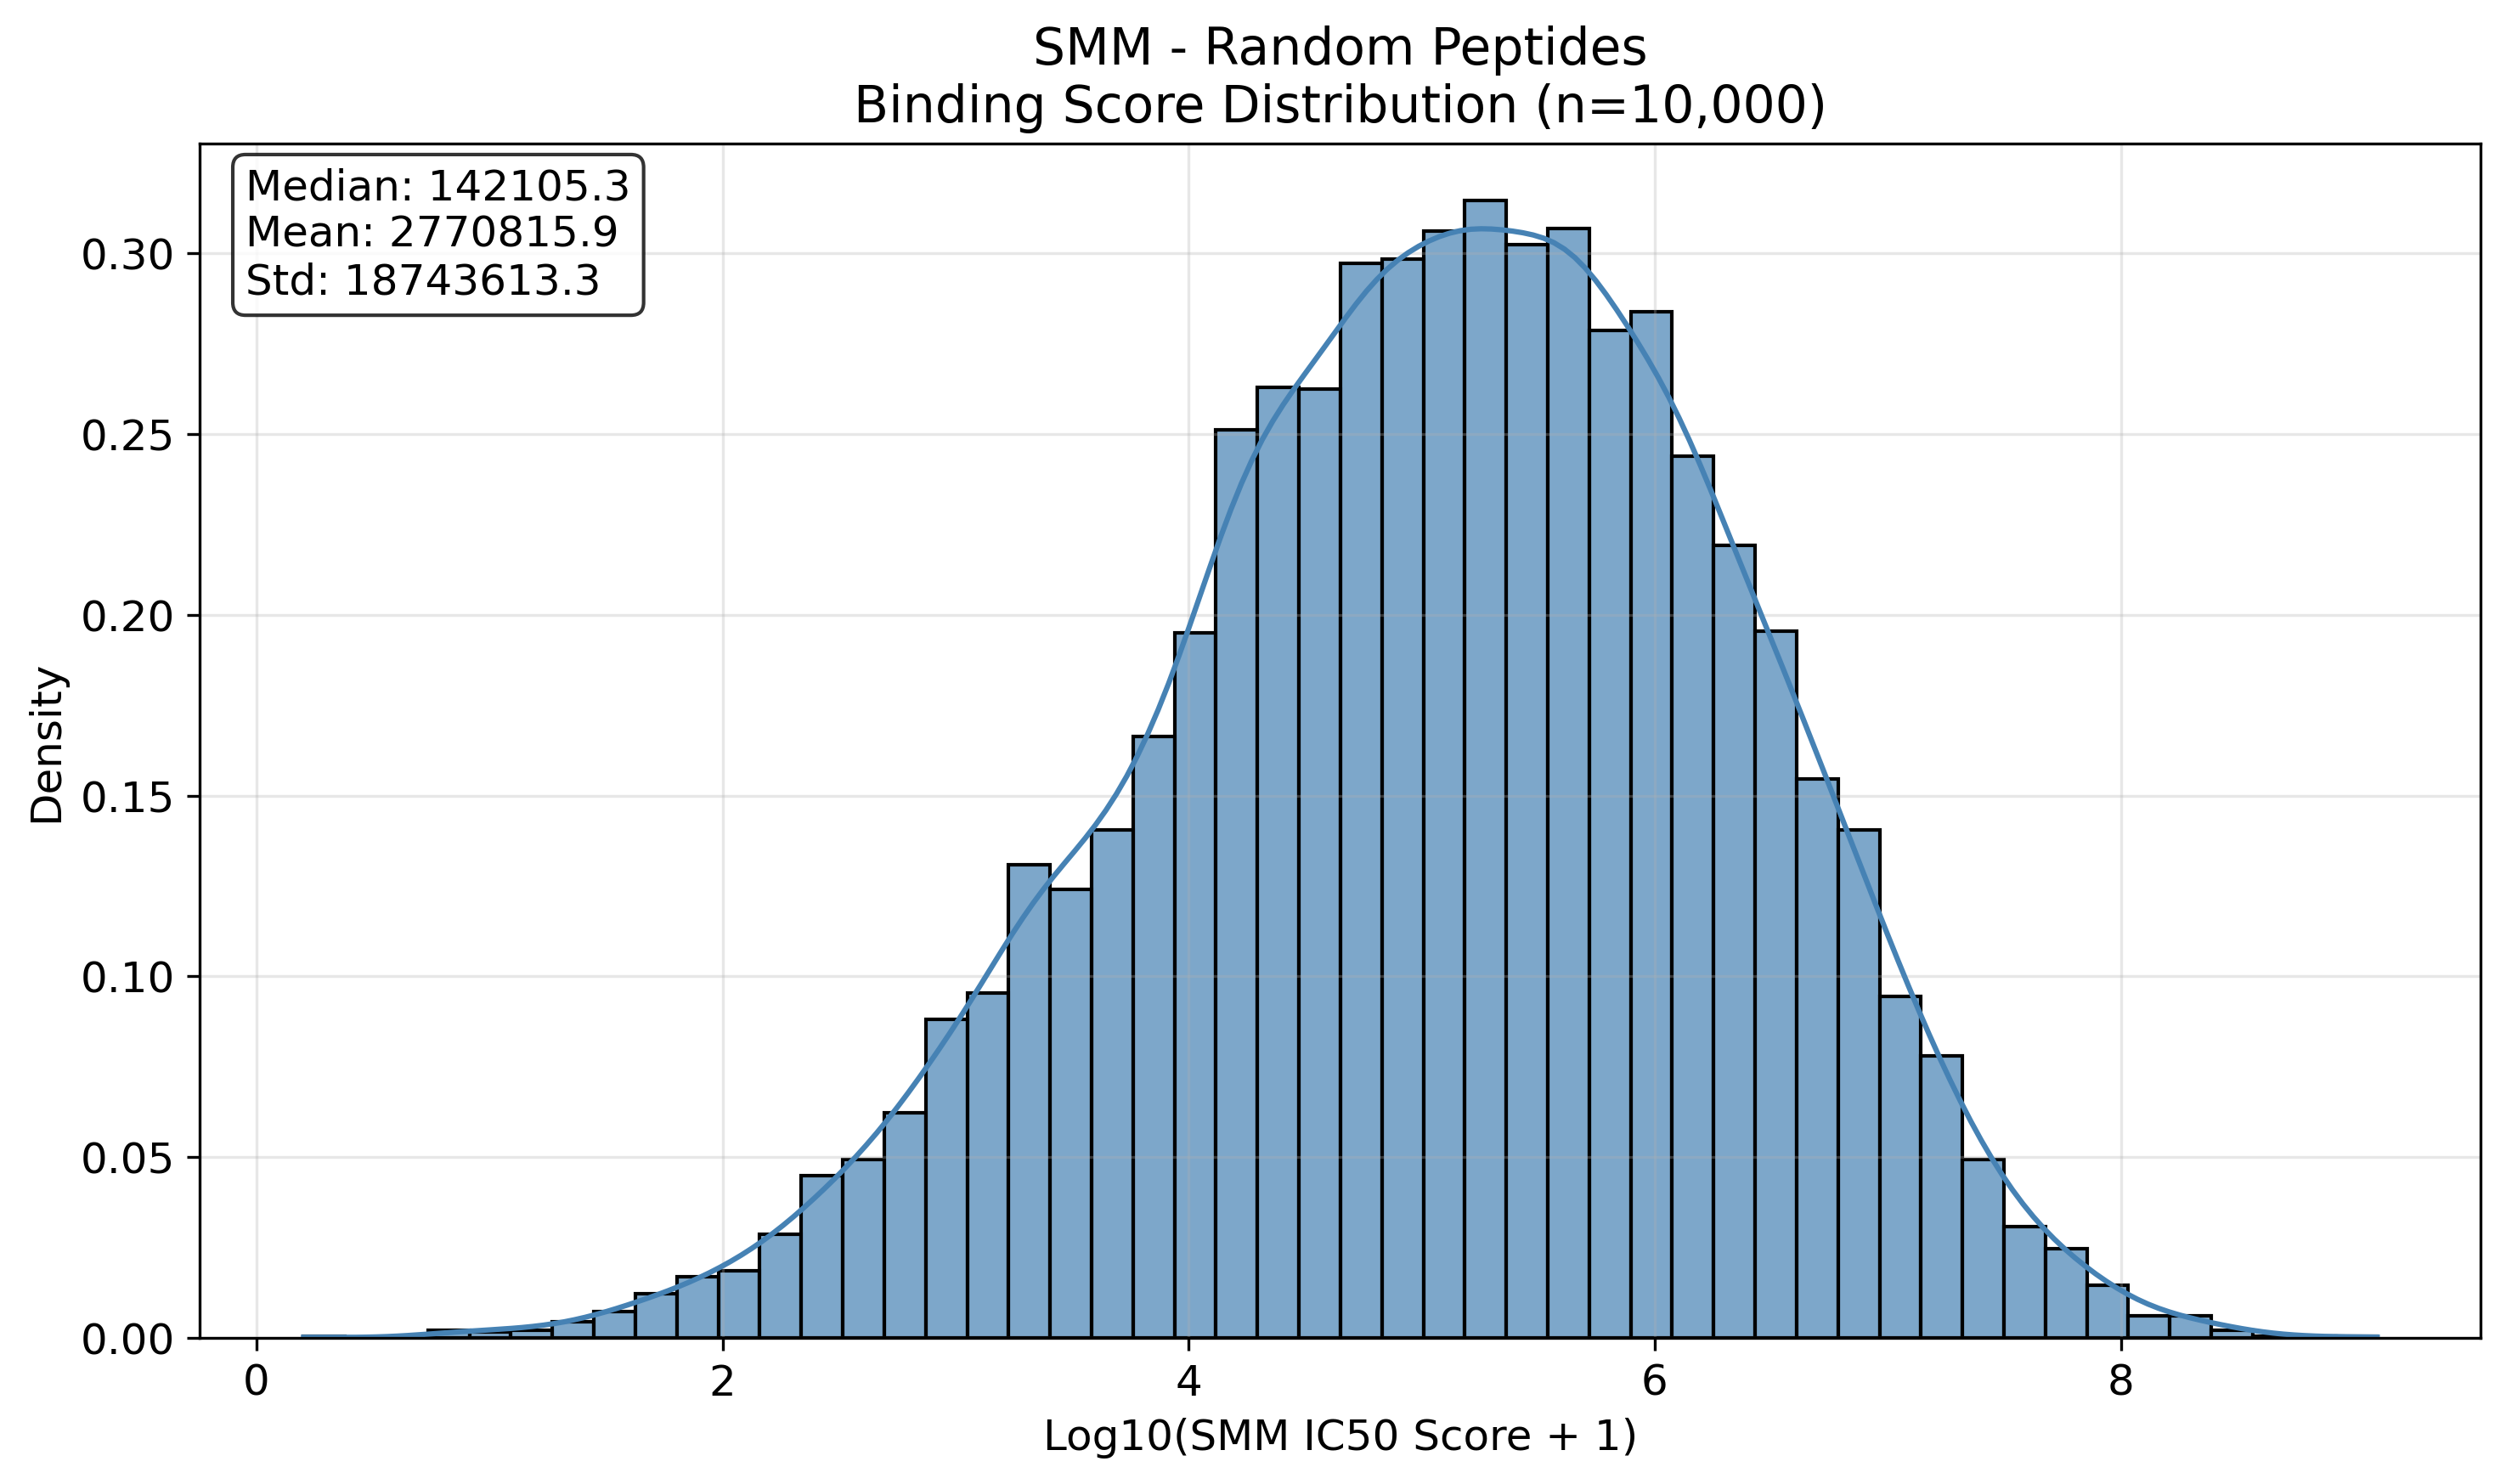 SMM - Random Peptides
Binding Score Distribution (n=10,000)
Median: 142105.3
Mean: 2770815.9
Std: 18743613.3
Density
0.30
0.25
0.20
0.15
0.10
0.05
0.00
0 2 4 6 8
Log10(SMM IC50 Score + 1)